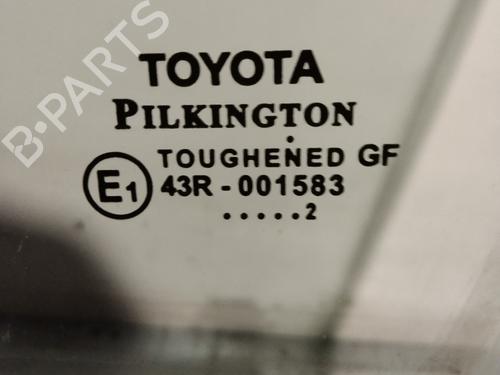 B-PARTS
TOYOTA
PILKINGTON
TOUGHENED GF
E1 43R-001583
.....2